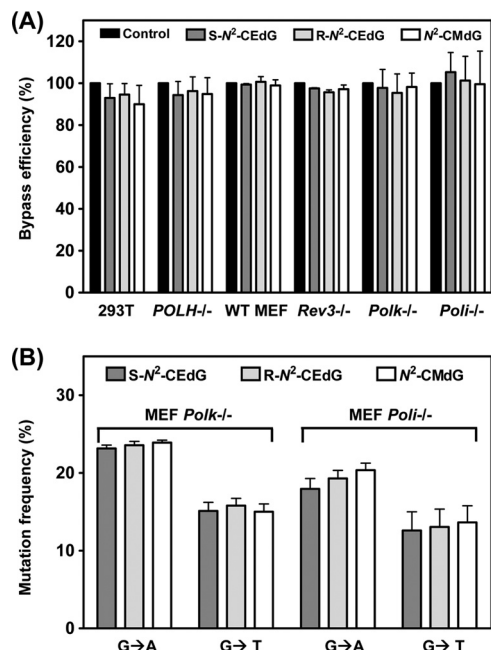 (A)
Control S-N²-CEdG R-N²-CEdG N²-CMdG
Bypass efficiency (%)
120
100
80
60
40
20
0
293T POLH-/- WT MEF Rev3-/- Polk-/- Poli-/-
(B)
S-N²-CEdG R-N²-CEdG N²-CMdG
Mutation frequency (%)
30
20
10
0
MEF Polk-/- MEF Poli-/-
G→A G→T G→A G→T